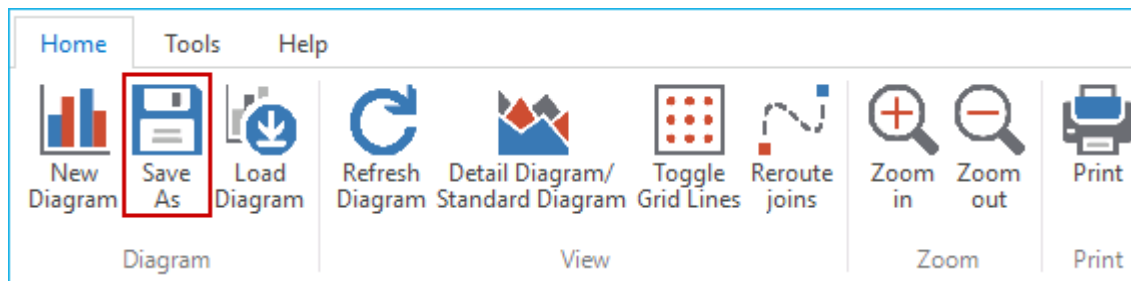 Home Tools Help
New Save Load Refresh Detail Diagram/ Toggle Reroute Zoom Zoom Print
Diagram As Diagram Diagram Standard Diagram Grid Lines joins in out
Diagram View Zoom Print